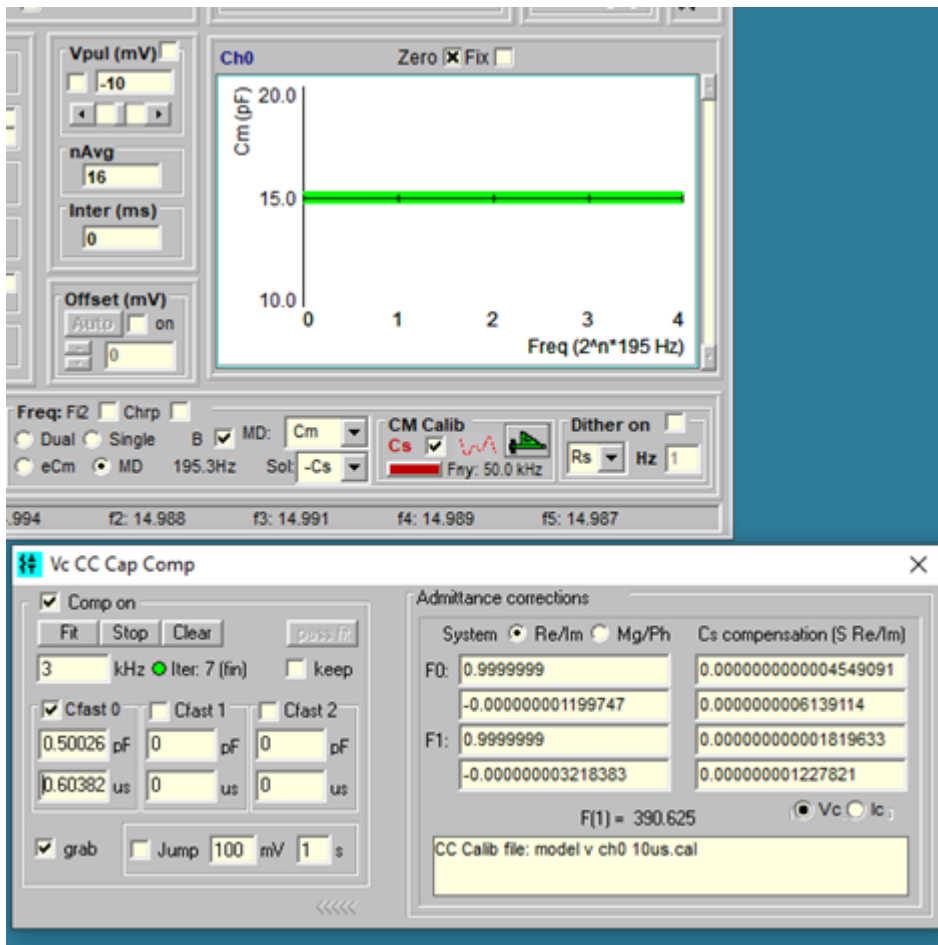 Vpul (mV)
-10
nAvg
16
Inter (ms)
0
Offset (mV)
Auto on
0
Ch0 Zero Fix
Cm (pF)
20.0
15.0
10.0
0 1 2 3 4
Freq (2^n*195 Hz)
Freq: Fi2 Chrp
Dual Single B MD: Cm
eCm MD 195.3Hz Sol: -Cs
CM Calib
Cs
Fny: 50.0 kHz
Dither on
Rs Hz 1
.994 f2: 14.988 f3: 14.991 f4: 14.989 f5: 14.987
Vc CC Cap Comp
Comp on
Fit Stop Clear
3 kHz Iter: 7 (fin) keep
Cfast 0 Cfast 1 Cfast 2
0.50026 pF 0 pF 0 pF
0.60382 us 0 us 0 us
grab Jump 100 mV 1 s
<<<<<
Admittance corrections
System Re/Im Mg/Ph Cs compensation (S Re/Im)
F0: 0.9999999 0.0000000000004549091
-0.000000001199747 0.0000000006139114
F1: 0.9999999 0.000000000001819633
-0.000000003218383 0.000000001227821
F(1) = 390.625 Vc Ic
CC Calib file: model v ch0 10us.cal